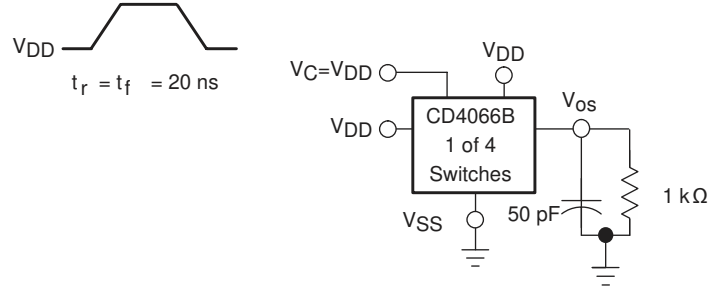 VDD
tr = tf = 20 ns
VC=VDD
VDD
VDD
CD4066B
1 of 4
Switches
Vos
VSS
50 pF
1 kΩ